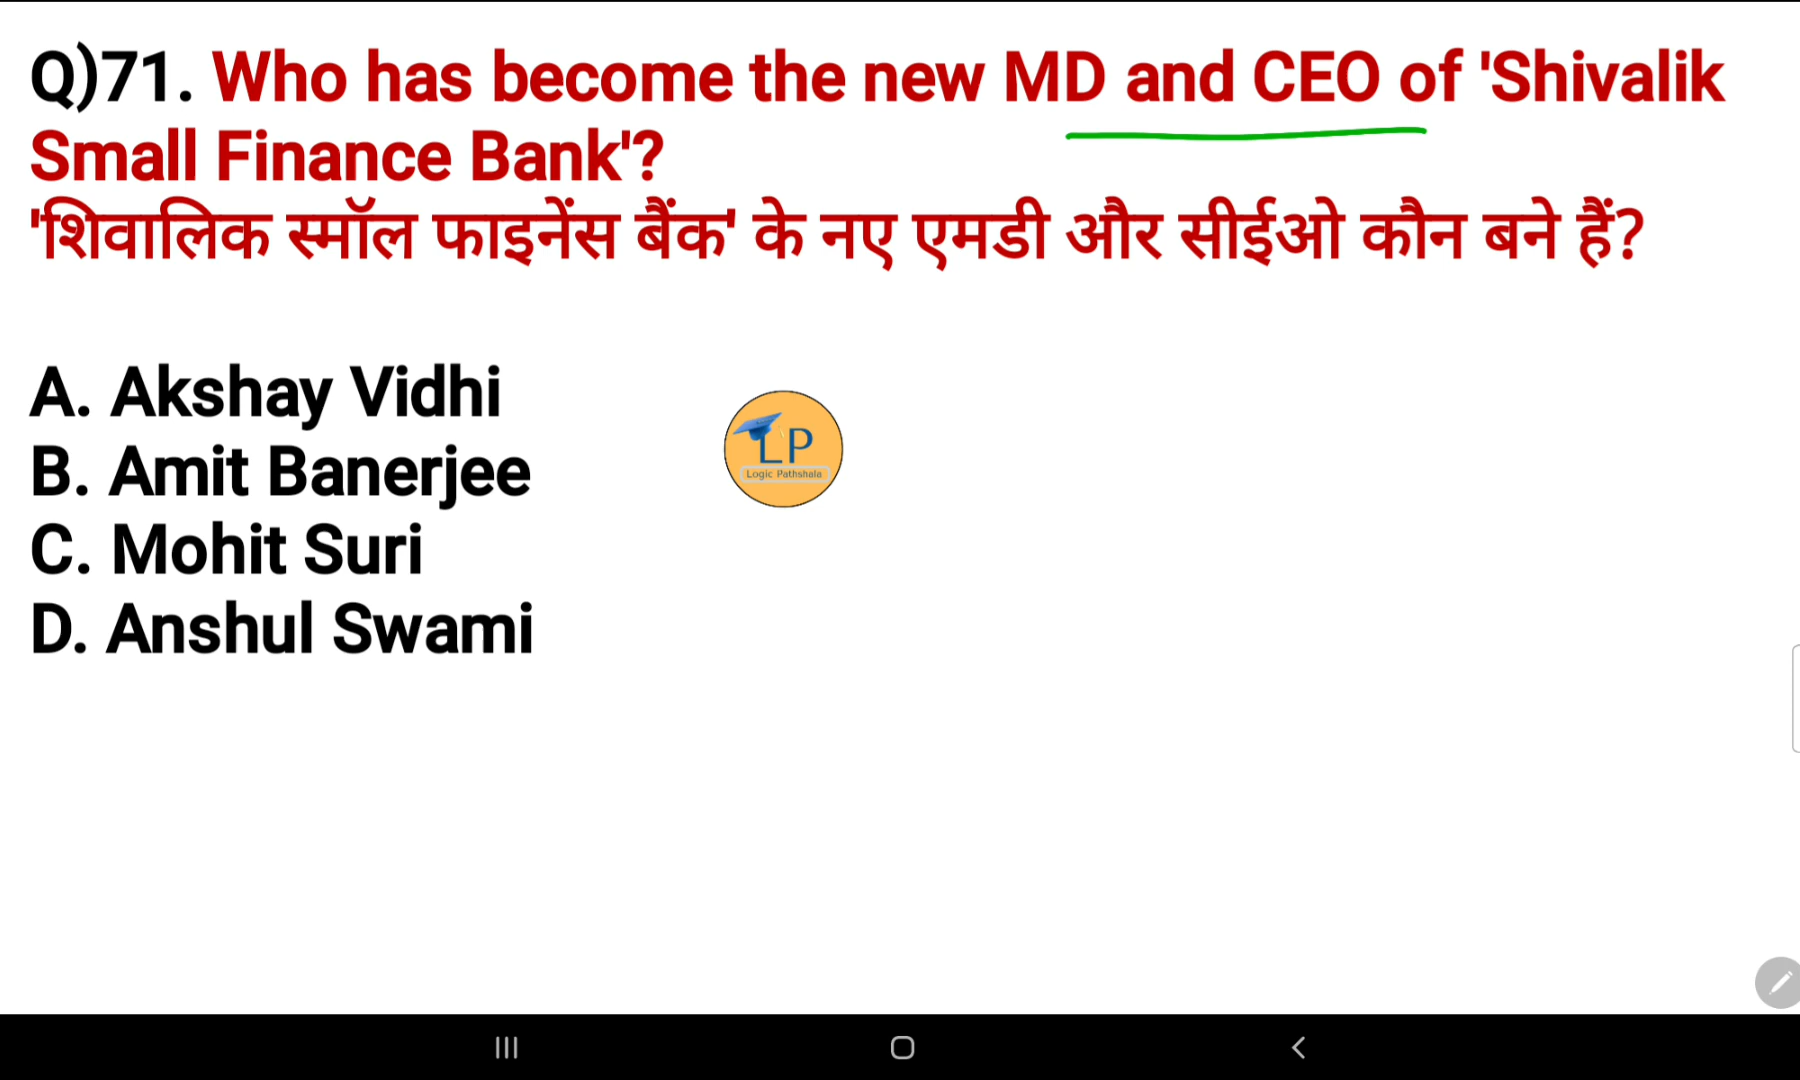 Q)71. Who has become the new MD and CEO of 'Shivalik
Small Finance Bank'?
'शिवालिक स्मॉल फाइनेंस बैंक' के नए एमडी और सीईओ कौन बने हैं?
A. Akshay Vidhi
B. Amit Banerjee
C. Mohit Suri
D. Anshul Swami
LP
Logic Pathshala